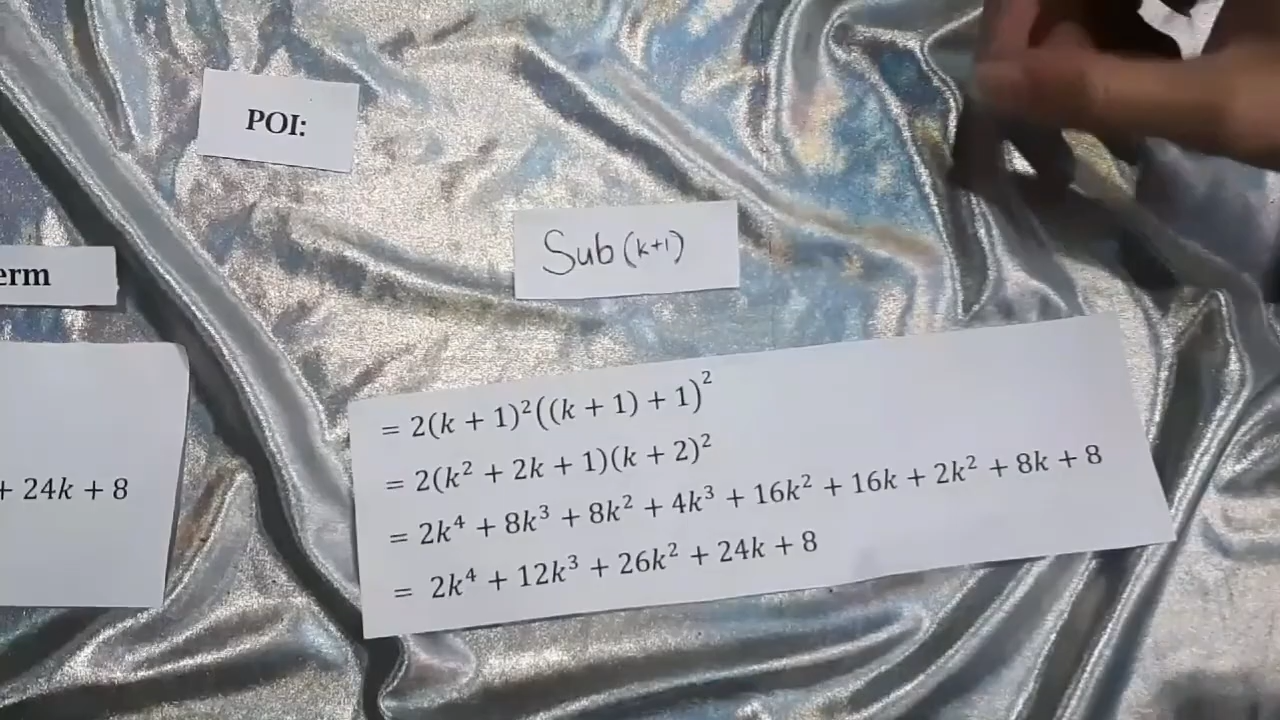 POI:
Sub (k+1)
erm
+ 24k + 8
= 2(k + 1)²((k + 1) + 1)²
= 2(k² + 2k + 1)(k + 2)²
= 2k⁴ + 8k³ + 8k² + 4k³ + 16k² + 16k + 2k² + 8k + 8
= 2k⁴ + 12k³ + 26k² + 24k + 8